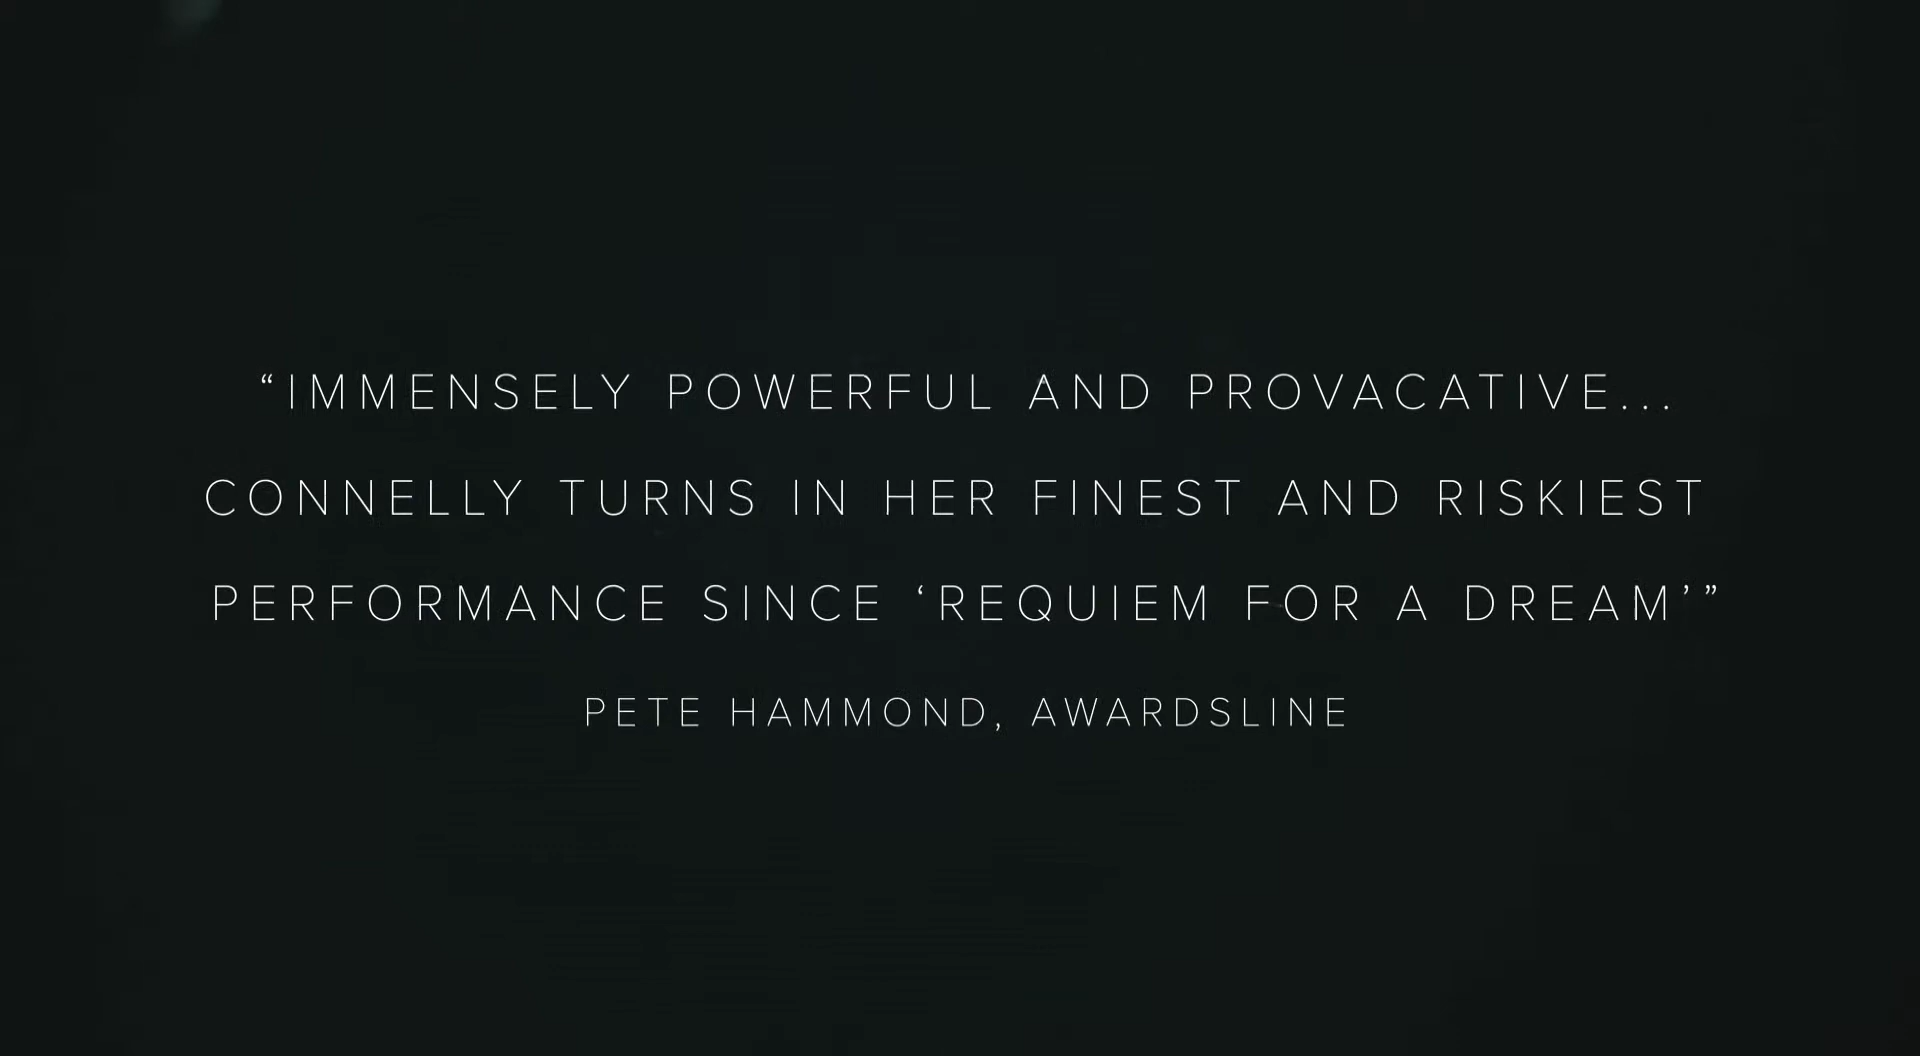 “IMMENSELY POWERFUL AND PROVACATIVE...
CONNELLY TURNS IN HER FINEST AND RISKIEST
PERFORMANCE SINCE ‘REQUIEM FOR A DREAM’”
PETE HAMMOND, AWARDSLINE